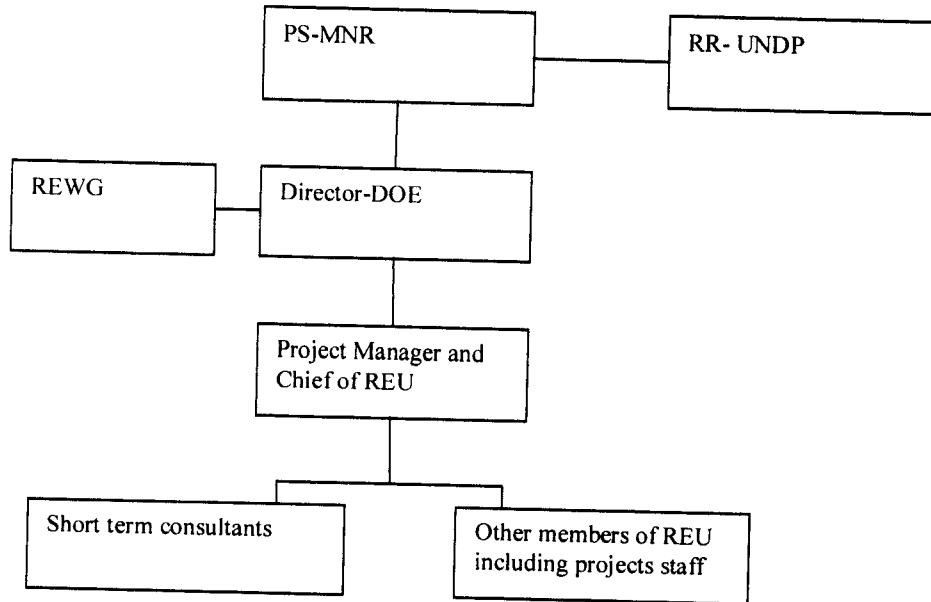 PS-MNR
RR- UNDP
REWG
Director-DOE
Project Manager and
Chief of REU
Short term consultants
Other members of REU
including projects staff